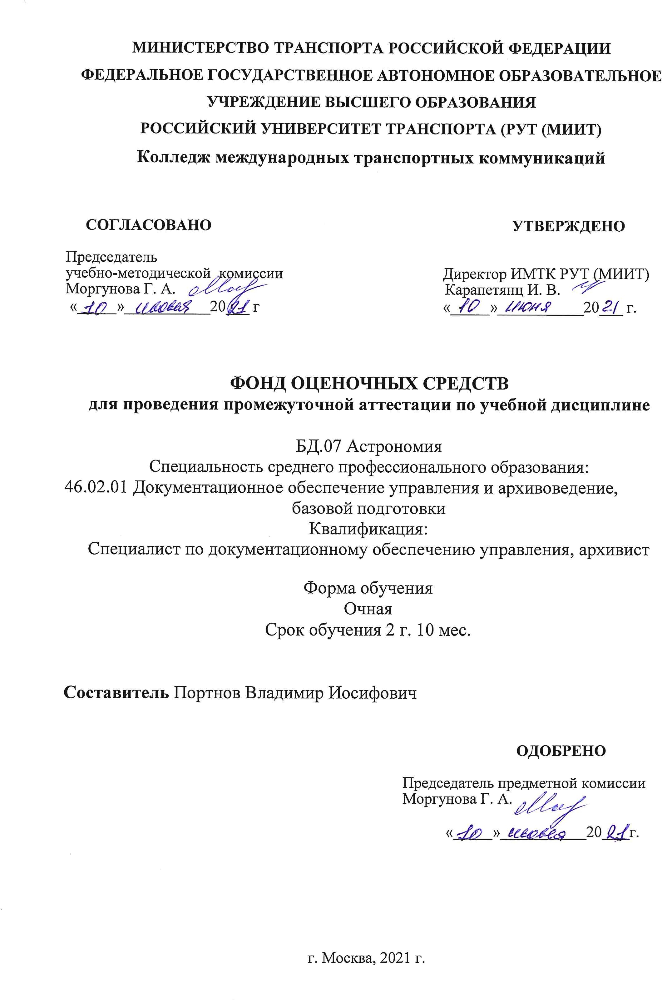 МИНИСТЕРСТВО ТРАНСПОРТА РОССИЙСКОЙ ФЕДЕРАЦИИ
ФЕДЕРАЛЬНОЕ ГОСУДАРСТВЕННОЕ АВТОНОМНОЕ ОБРАЗОВАТЕЛЬНОЕ
УЧРЕЖДЕНИЕ ВЫСШЕГО ОБРАЗОВАНИЯ
РОССИЙСКИЙ УНИВЕРСИТЕТ ТРАНСПОРТА (РУТ (МИИТ)
Колледж международных транспортных коммуникаций
СОГЛАСОВАНО
Председатель
учебно-методической комиссии
Моргунова Г. А.
«10» июня 2021 г
УТВЕРЖДЕНО
Директор ИМТК РУТ (МИИТ)
Карапетянц И. В.
«10» июня 2021 г.
ФОНД ОЦЕНОЧНЫХ СРЕДСТВ
для проведения промежуточной аттестации по учебной дисциплине
БД.07 Астрономия
Специальность среднего профессионального образования:
46.02.01 Документационное обеспечение управления и архивоведение,
базовой подготовки
Квалификация:
Специалист по документационному обеспечению управления, архивист
Форма обучения
Очная
Срок обучения 2 г. 10 мес.
Составитель Портнов Владимир Иосифович
ОДОБРЕНО
Председатель предметной комиссии
Моргунова Г. А.
«10» июня 2021 г.
г. Москва, 2021 г.